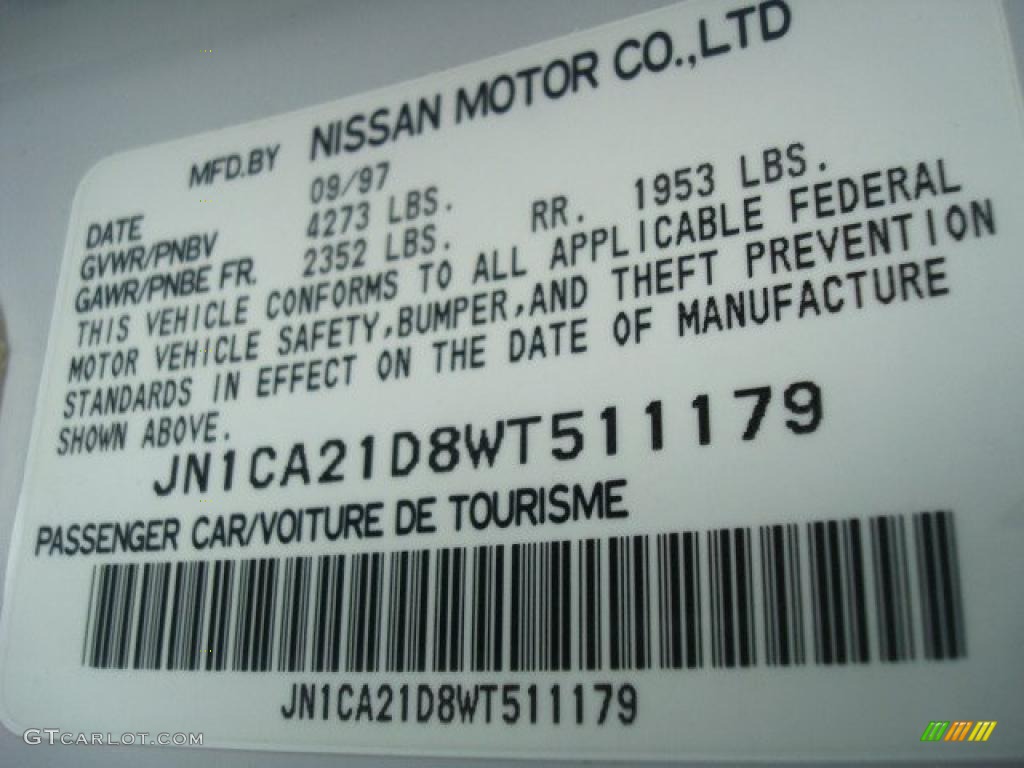 MFD.BY NISSAN MOTOR CO.,LTD
DATE 09/97
GVWR/PNBV 4273 LBS.
GAWR/PNBE FR. 2352 LBS. RR. 1953 LBS.
THIS VEHICLE CONFORMS TO ALL APPLICABLE FEDERAL
MOTOR VEHICLE SAFETY,BUMPER,AND THEFT PREVENTION
STANDARDS IN EFFECT ON THE DATE OF MANUFACTURE
SHOWN ABOVE.
JN1CA21D8WT511179
PASSENGER CAR/VOITURE DE TOURISME
JN1CA21D8WT511179
GTCARLOT.COM